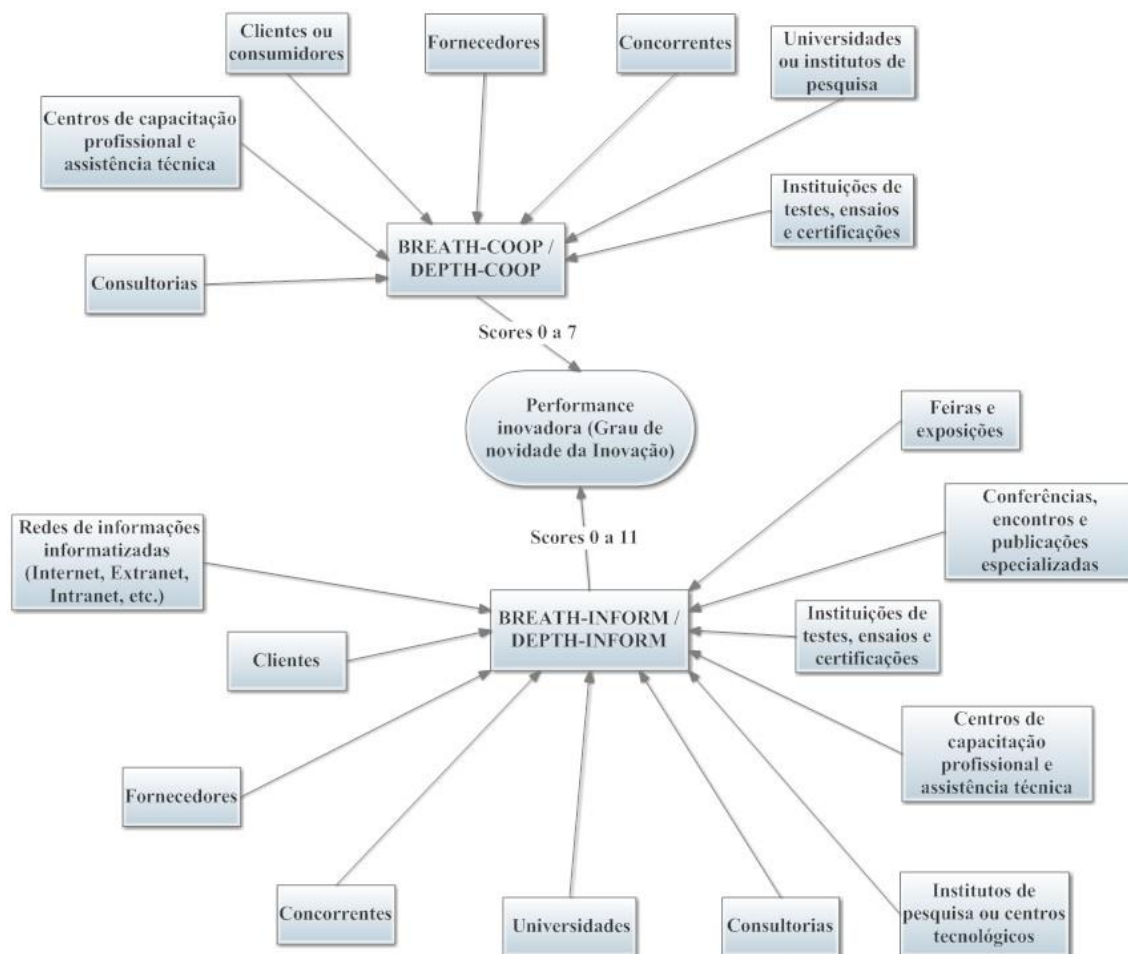 Clientes ou
consumidores
Fornecedores
Concorrentes
Universidades
ou institutos de
pesquisa
Centros de capacitação
profissional e
assistência técnica
Instituições de
testes, ensaios
e certificações
BREATH-COOP /
DEPTH-COOP
Consultorias
Scores 0 a 7
Performance
inovadora (Grau de
novidade da Inovação)
Feiras e
exposições
Redes de informações
informatizadas
(Internet, Extranet,
Intranet, etc.)
Scores 0 a 11
Conferências,
encontros e
publicações
especializadas
BREATH-INFORM /
DEPTH-INFORM
Instituições de
testes, ensaios e
certificações
Clientes
Centros de
capacitação
profissional e
assistência técnica
Fornecedores
Concorrentes
Universidades
Consultorias
Institutos de
pesquisa ou centros
tecnológicos